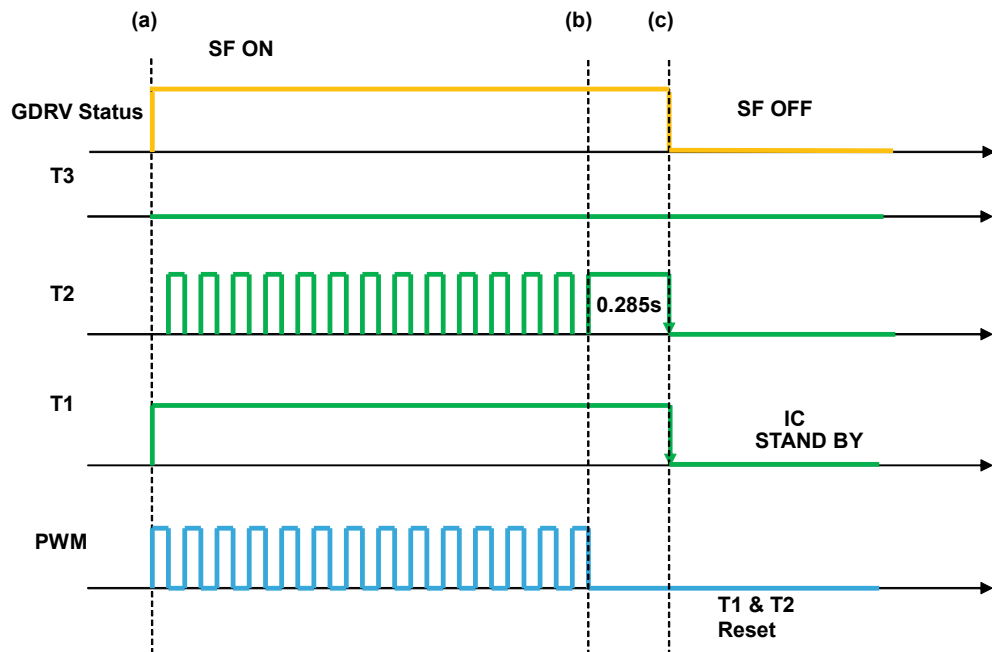 (a)
(b)
(c)
SF ON
GDRV Status
SF OFF
T3
T2
0.285s
T1
IC
STAND BY
PWM
T1 & T2
Reset